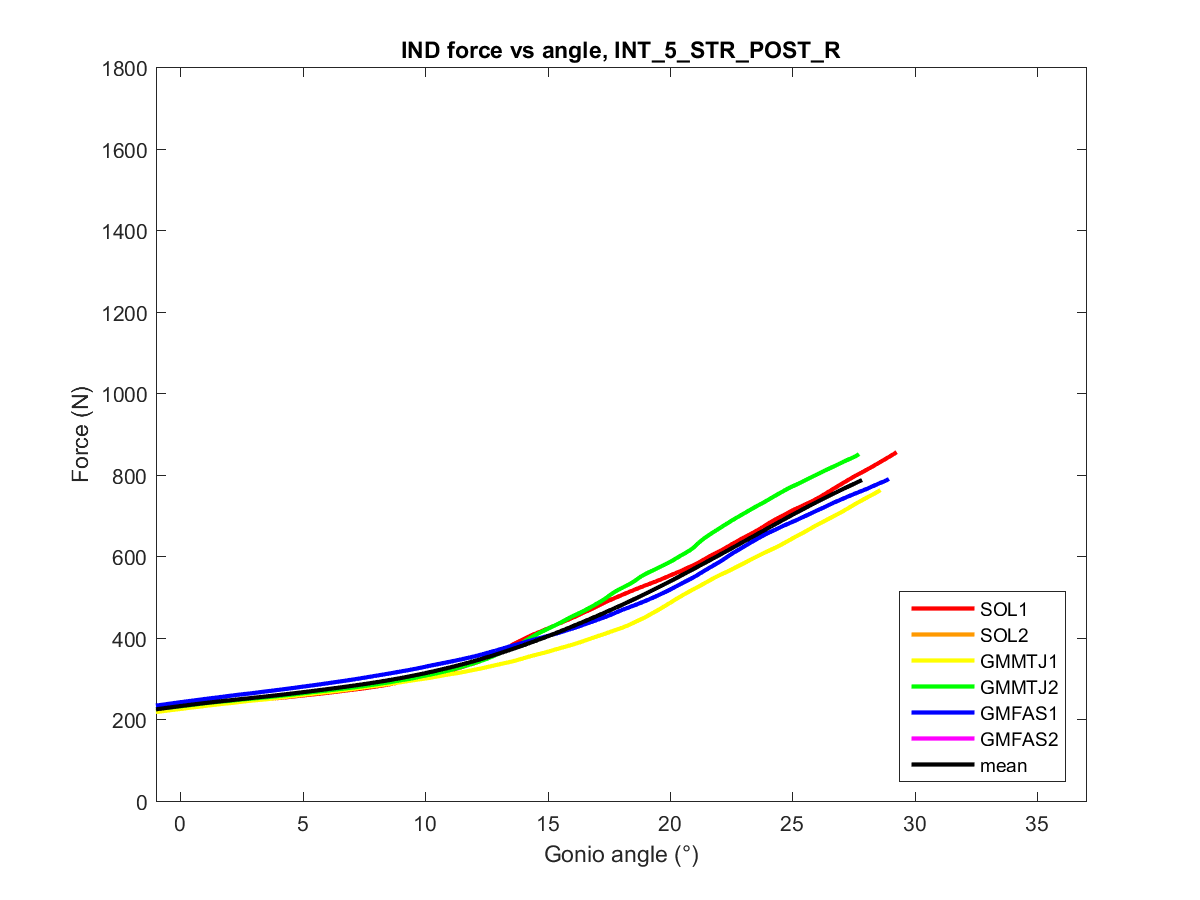 IND force vs angle, INT_5_STR_POST_R
1800
1600
1400
1200
1000
800
600
400
200
0
Force (N)
0 5 10 15 20 25 30 35
Gonio angle (°)
SOL1
SOL2
GMMTJ1
GMMTJ2
GMFAS1
GMFAS2
mean